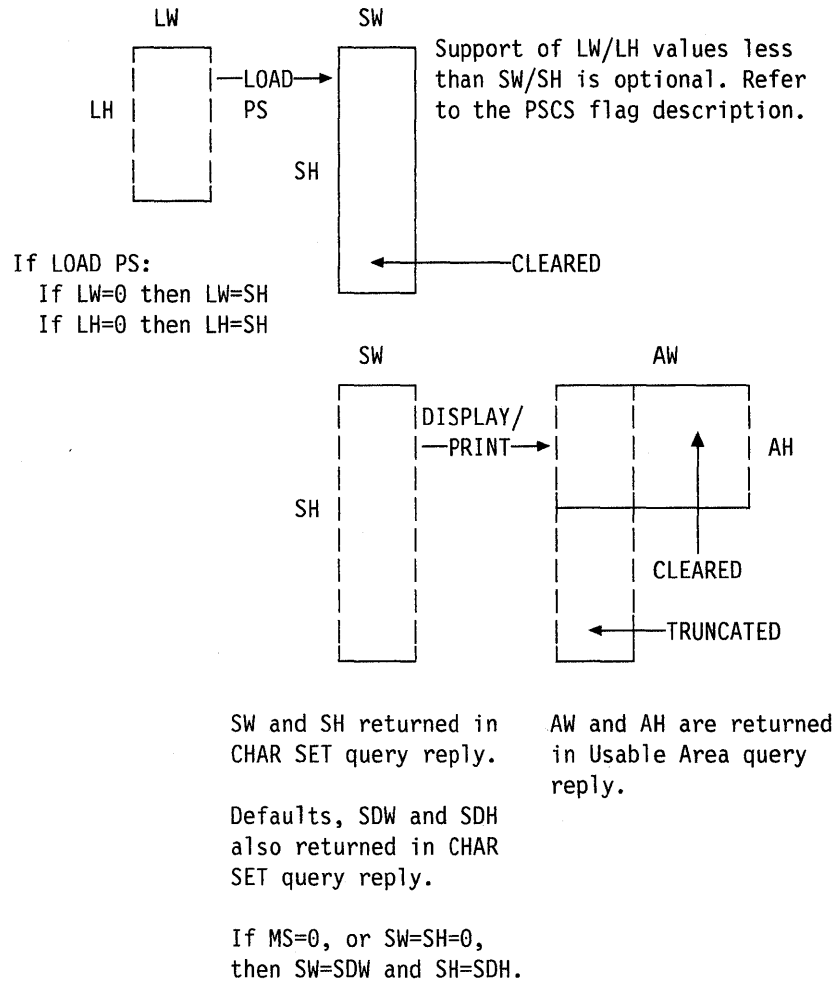 LW
SW
LH
LOAD
PS
Support of LW/LH values less
than SW/SH is optional. Refer
to the PSCS flag description.
SH
CLEARED
If LOAD PS:
If LW=0 then LW=SH
If LH=0 then LH=SH
SW
AW
DISPLAY/
PRINT
AH
SH
CLEARED
TRUNCATED
SW and SH returned in
CHAR SET query reply.
Defaults, SDW and SDH
also returned in CHAR
SET query reply.
If MS=0, or SW=SH=0,
then SW=SDW and SH=SDH.
AW and AH are returned
in Usable Area query
reply.